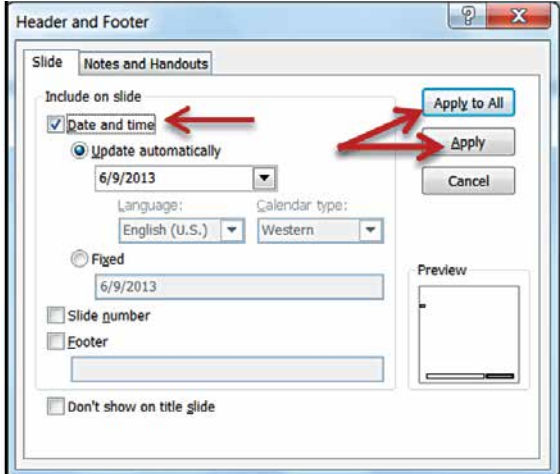 Header and Footer
Slide
Notes and Handouts
Include on slide
Date and time
Update automatically
6/9/2013
Language:
Calendar type:
English (U.S.)
Western
Fixed
6/9/2013
Slide number
Footer
Don't show on title slide
Apply to All
Apply
Cancel
Preview